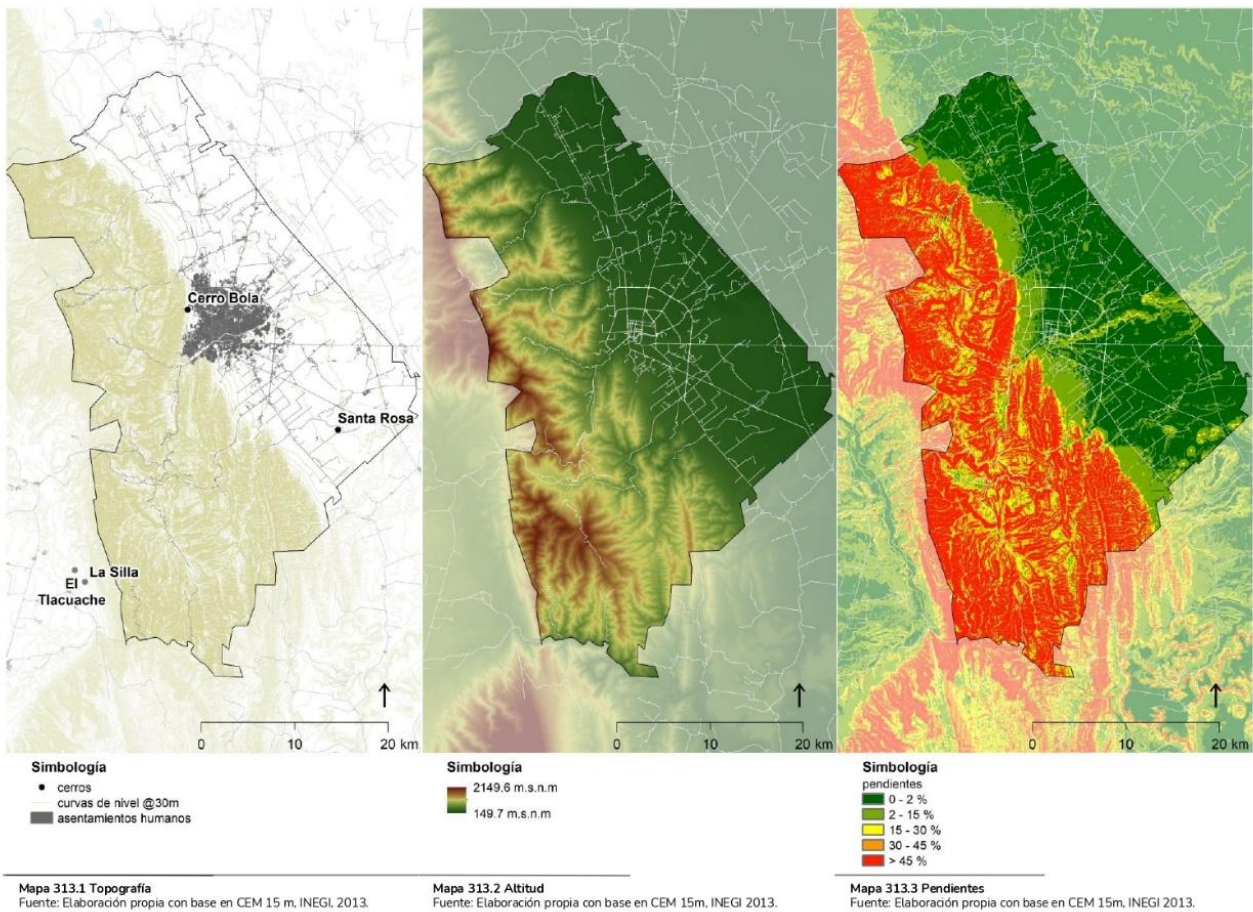 Cerro Bola
Santa Rosa
La Silla
El
Tlacuache
0 10 20 km
0 10 20 km
0 10 20 km
Simbología
cerros
curvas de nivel @30m
asentamientos humanos
Simbología
2149.6 m.s.n.m
149.7 m.s.n.m
Simbología
pendientes
0 - 2 %
2 - 15 %
15 - 30 %
30 - 45 %
> 45 %
Mapa 313.1 Topografía
Fuente: Elaboración propia con base en CEM 15 m, INEGI, 2013.
Mapa 313.2 Altitud
Fuente: Elaboración propia con base en CEM 15m, INEGI 2013.
Mapa 313.3 Pendientes
Fuente: Elaboración propia con base en CEM 15m, INEGI, 2013.